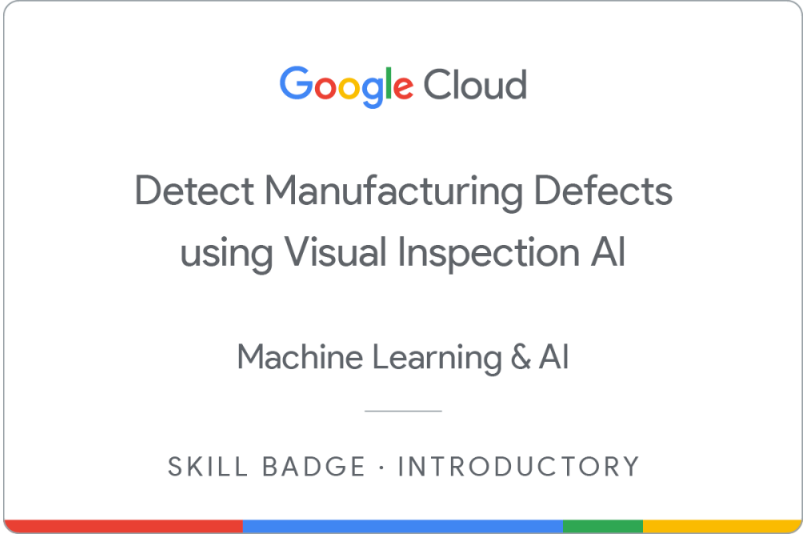 Google Cloud
Detect Manufacturing Defects
using Visual Inspection AI
Machine Learning & AI
SKILL BADGE · INTRODUCTORY